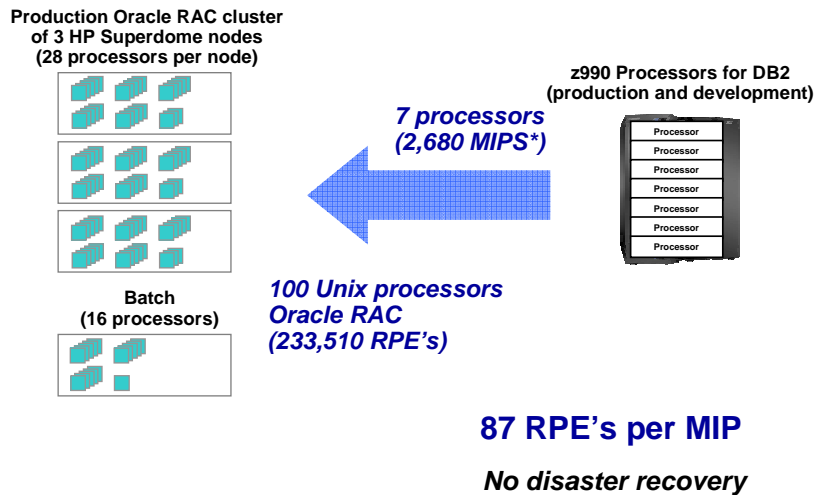 Production Oracle RAC cluster
of 3 HP Superdome nodes
(28 processors per node)
z990 Processors for DB2
(production and development)
7 processors
(2,680 MIPS*)
Processor
Processor
Processor
Processor
Processor
Processor
Processor
Batch
(16 processors)
100 Unix processors
Oracle RAC
(233,510 RPE's)
87 RPE's per MIP
No disaster recovery